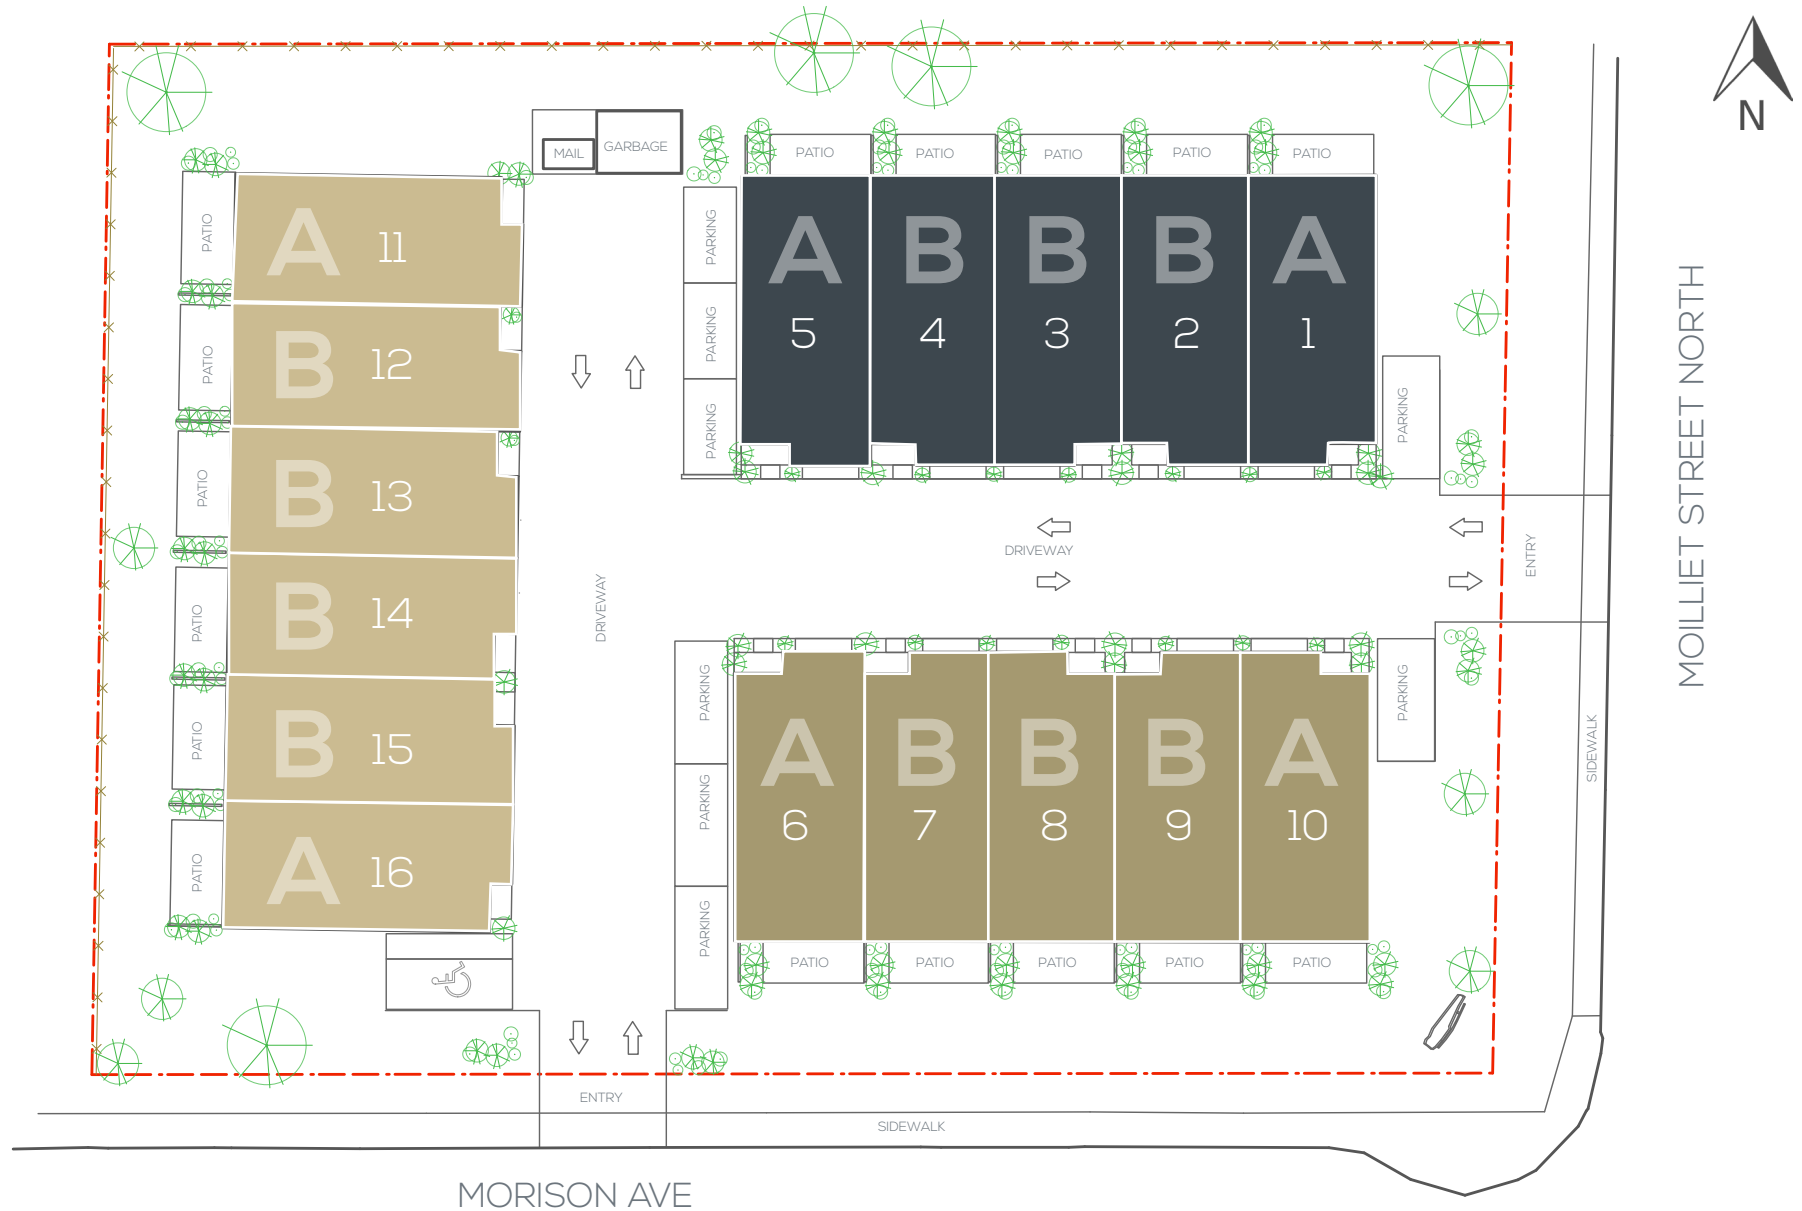 N
MAIL
GARBAGE
PATIO
PATIO
PATIO
PATIO
PATIO
PARKING
PARKING
PARKING
A
5
B
4
B
3
B
2
A
1
PARKING
PATIO
A 11
PATIO
B 12
PATIO
B 13
PATIO
B 14
PATIO
B 15
PATIO
A 16
DRIVEWAY
DRIVEWAY
ENTRY
MOILLIET STREET NORTH
SIDEWALK
PARKING
PARKING
PARKING
A
6
B
7
B
8
B
9
A
10
PARKING
PATIO
PATIO
PATIO
PATIO
PATIO
ENTRY
SIDEWALK
MORISON AVE